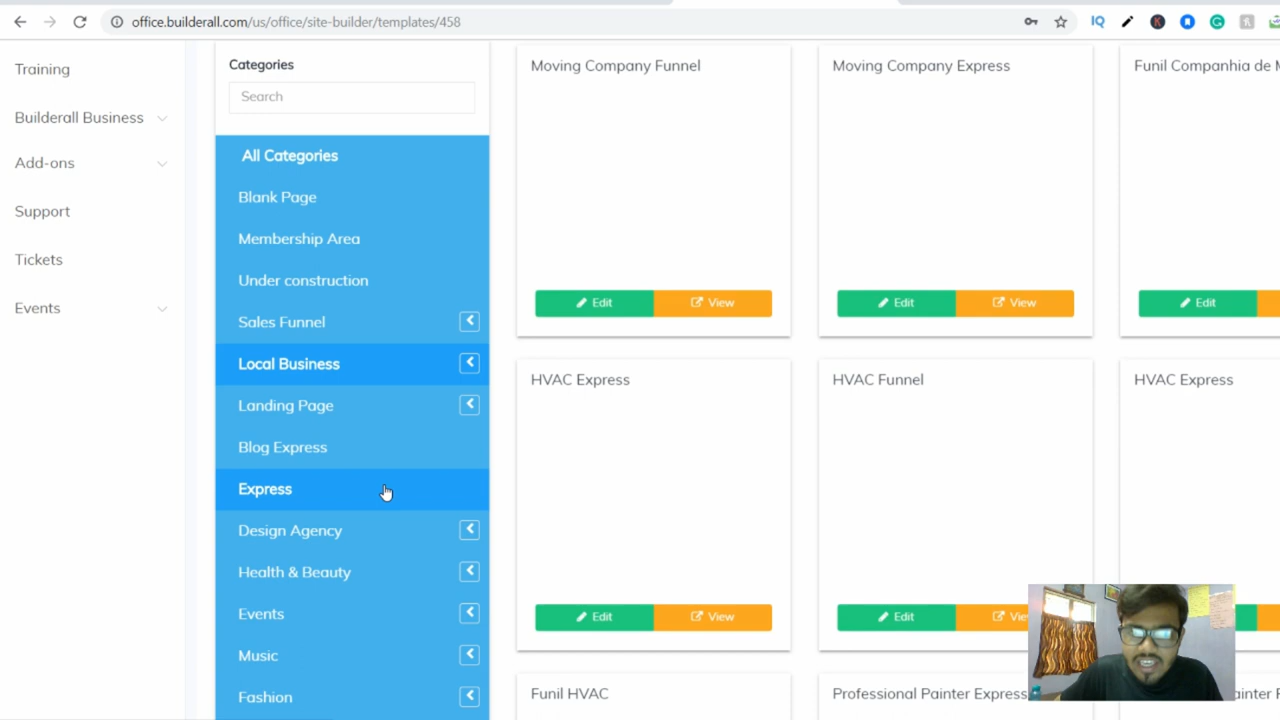 office.builderall.com/us/office/site-builder/templates/458
Training
Builderall Business
Add-ons
Support
Tickets
Events
Categories
Search
All Categories
Blank Page
Membership Area
Under construction
Sales Funnel
Local Business
Landing Page
Blog Express
Express
Design Agency
Health & Beauty
Events
Music
Fashion
Moving Company Funnel
Edit
View
Moving Company Express
Edit
View
Funil Companhia de
Edit
HVAC Express
Edit
View
HVAC Funnel
Edit
HVAC Express
Funil HVAC
Professional Painter Express